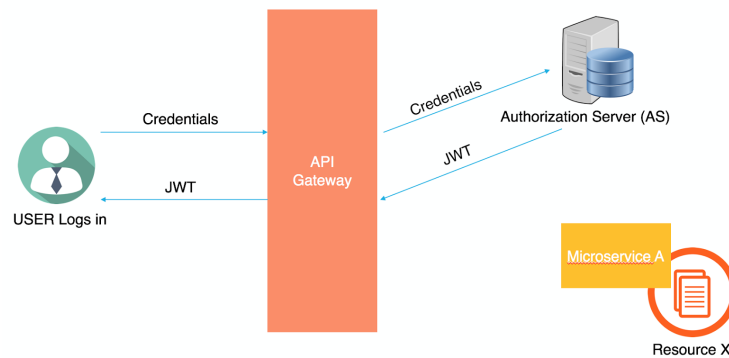 Credentials
Credentials
Authorization Server (AS)
API
Gateway
JWT
JWT
USER Logs in
Microservice A
Resource X